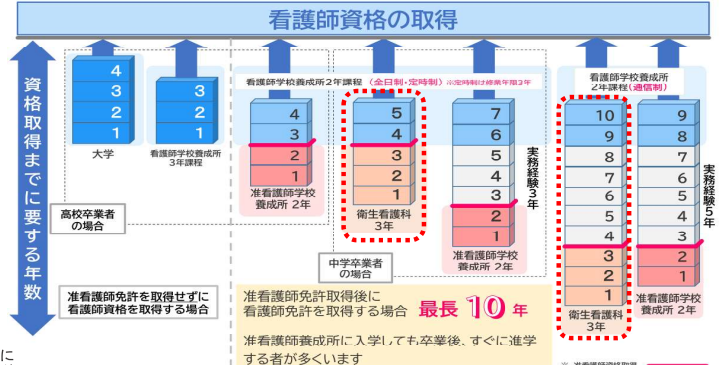 看護師資格の取得
資格取得までに要する年数
4
3
2
1
大学
3
2
1
看護師学校養成所
3年課程
高校卒業者
の場合
准看護師免許を取得せずに
看護師資格を取得する場合
看護師学校養成所2年課程（全日制・定時制）※定時制は修業年限3年
4
3
2
1
准看護師学校
養成所 2年
5
4
3
2
1
衛生看護科
3年
7
6
5
4
3
2
1
実務経験3年
准看護師学校
養成所 2年
中学卒業者
の場合
看護師学校養成所
2年課程(通信制)
10
9
8
7
6
5
4
3
2
1
衛生看護科
3年
9
8
7
6
5
4
3
2
1
実務経験5年
准看護師学校
養成所 2年
准看護師免許取得後に
看護師免許を取得する場合 最長 10 年
准看護師養成所に入学しても卒業後、すぐに進学
する者が多くいます
に
※ 准看護師資格取得